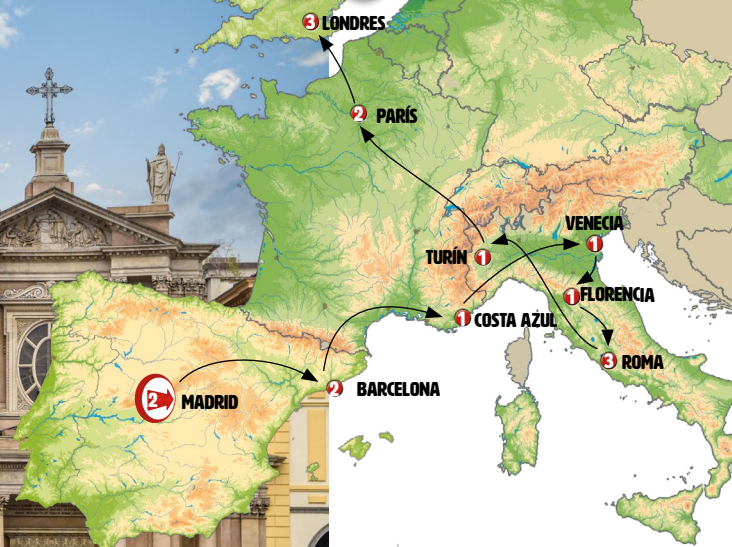 3 LONDRES
2 PARÍS
VENECIA
1
TURÍN 1
1 FLORENCIA
1 COSTA AZUL
3 ROMA
2 MADRID
2 BARCELONA